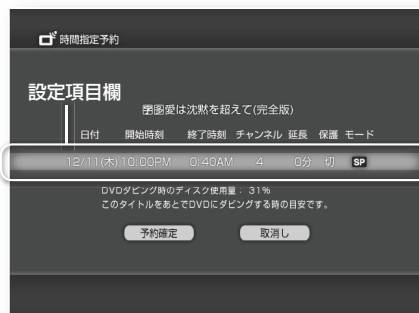 時間指定予約
設定項目欄
愛は沈黙を超えて(完全版)
日付 開始時刻 終了時刻 チャンネル 延長 保護 モード
12/11(木) 10:00PM 0:40AM 4 0分 切 SP
DVDダビング時のディスク使用量: 31%
このタイトルをあとでDVDにダビングする時の目安です。
予約確定 取消し